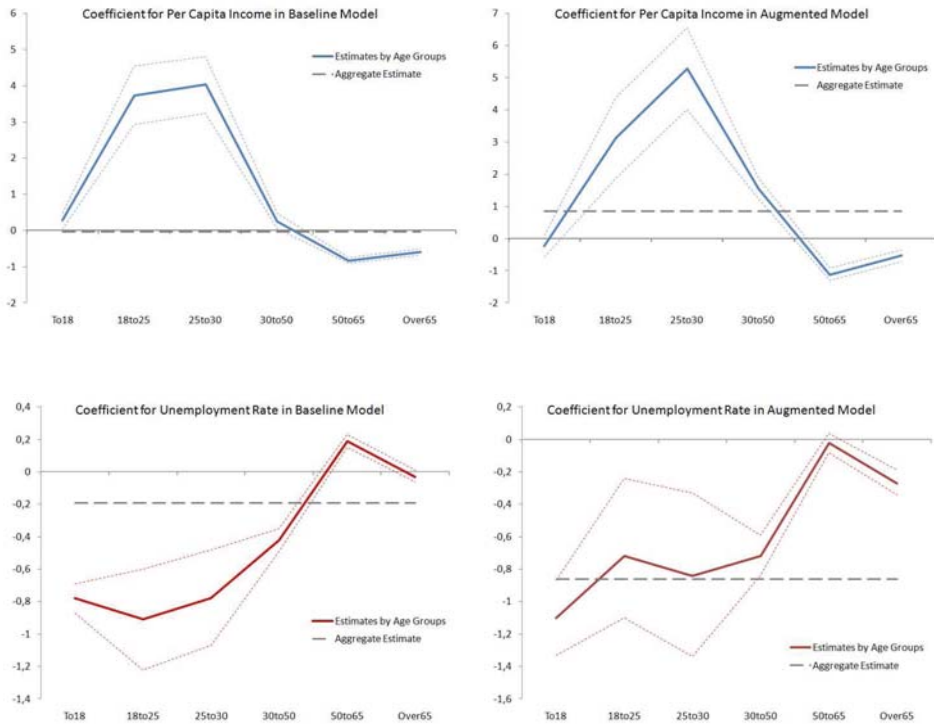 Coefficient for Per Capita Income in Baseline Model
6
5
4
3
2
1
0
-1
-2
Estimates by Age Groups
Aggregate Estimate
To18 18to25 25to30 30to50 50to65 Over65
Coefficient for Per Capita Income in Augmented Model
7
6
5
4
3
2
1
0
-1
-2
Estimates by Age Groups
Aggregate Estimate
To18 18to25 25to30 30to50 50to65 Over65
Coefficient for Unemployment Rate in Baseline Model
0,4
0,2
0
-0,2
-0,4
-0,6
-0,8
-1
-1,2
-1,4
Estimates by Age Groups
Aggregate Estimate
To18 18to25 25to30 30to50 50to65 Over65
Coefficient for Unemployment Rate in Augmented Model
0,2
0
-0,2
-0,4
-0,6
-0,8
-1
-1,2
-1,4
-1,6
Estimates by Age Groups
Aggregate Estimate
To18 18to25 25to30 30to50 50to65 Over65